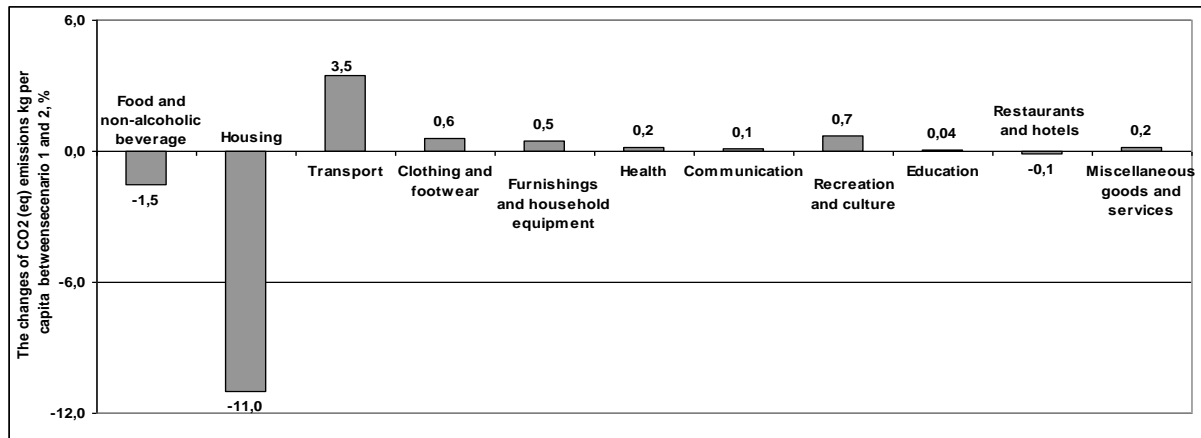 The changes of CO2 (eq) emissions kg per
capita betweensecenario 1 and 2, %
6,0
0,0
-6,0
-12,0
Food and
non-alcoholic
beverage
-1,5
Housing
-11,0
3,5
Transport
0,6
Clothing and
footwear
0,5
Furnishings
and household
equipment
0,2
Health
0,1
Communication
0,7
Recreation
and culture
0,04
Education
Restaurants
and hotels
-0,1
0,2
Miscellaneous
goods and
services